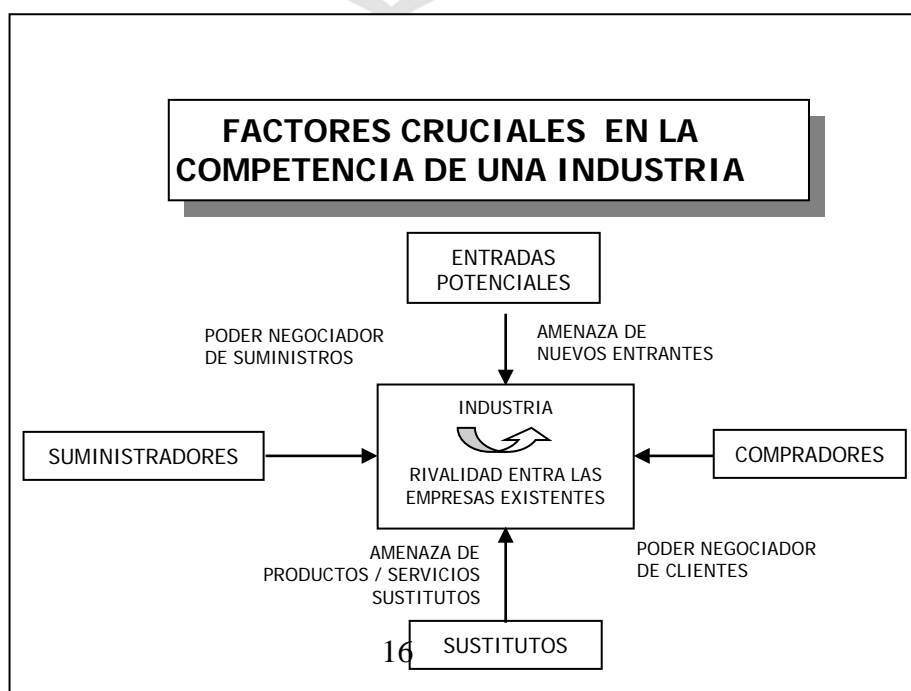 FACTORES CRUCIALES EN LA
COMPETENCIA DE UNA INDUSTRIA
ENTRADAS
POTENCIALES
PODER NEGOCIADOR
DE SUMINISTROS
AMENAZA DE
NUEVOS ENTRANTES
INDUSTRIA
SUMINISTRADORES
COMPRADORES
RIVALIDAD ENTRA LAS
EMPRESAS EXISTENTES
AMENAZA DE
PRODUCTOS / SERVICIOS
SUSTITUTOS
PODER NEGOCIADOR
DE CLIENTES
16
SUSTITUTOS